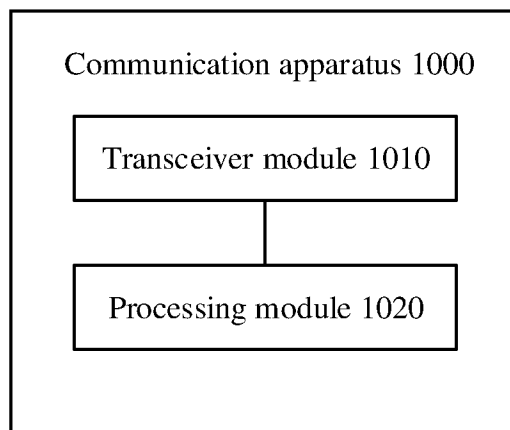 Communication apparatus 1000
Transceiver module 1010
Processing module 1020